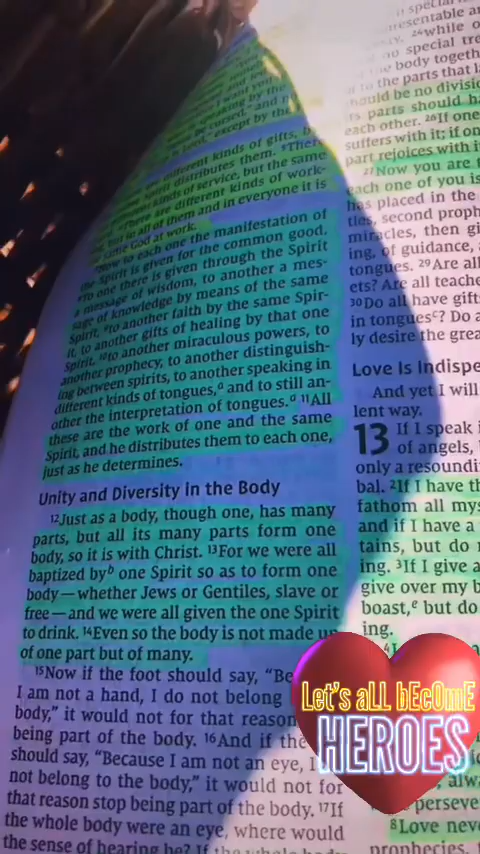 different kinds of gifts, b
Spirit distributes them. ⁵There
kinds of service, but the same
⁶There are different kinds of work-
but in all of them and in everyone it is
same God at work.
⁷Now to each one the manifestation of
the Spirit is given for the common good.
⁸To one there is given through the Spirit
a message of wisdom, to another a mes-
sage of knowledge by means of the same
Spirit, ⁹to another faith by the same Spir-
it, to another gifts of healing by that one
Spirit, ¹⁰to another miraculous powers, to
another prophecy, to another distinguish-
ing between spirits, to another speaking in
different kinds of tongues,ᵃ and to still an-
other the interpretation of tongues.ᵃ ¹¹All
these are the work of one and the same
Spirit, and he distributes them to each one,
just as he determines.
Unity and Diversity in the Body
¹²Just as a body, though one, has many
parts, but all its many parts form one
body, so it is with Christ. ¹³For we were all
baptized byᵇ one Spirit so as to form one
body—whether Jews or Gentiles, slave or
free—and we were all given the one Spirit
to drink. ¹⁴Even so the body is not made up
of one part but of many.
¹⁵Now if the foot should say, “Be
I am not a hand, I do not belong
body,” it would not for that reason
being part of the body. ¹⁶And if the
should say, “Because I am not an eye, I
not belong to the body,” it would not for
that reason stop being part of the body. ¹⁷If
the whole body were an eye, where would
the sense of hearing be? If the whole body
²⁴while
no special tre
body togeth
to the parts that l
should be no divisi
its parts should ha
each other. ²⁶If one
suffers with it; if on
part rejoices with i
²⁷Now you are t
each one of you is
has placed in the
tles, second proph
miracles, then gi
ing, of guidance,
tongues. ²⁹Are all
ets? Are all teache
³⁰Do all have gift
in tonguesᶜ? Do a
ly desire the grea
Love Is Indispe
And yet I will
lent way.
13 If I speak i
of angels,
only a resoundi
bal. ²If I have th
fathom all mys
and if I have a
tains, but do n
ing. ³If I give a
give over my b
boast,ᵉ but do
ing.
alwa
perseve
⁸Love nev
prophecies,
Let's aLL bEcOmE
HEROES